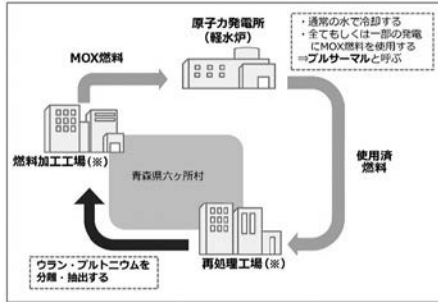 原子力発電所
（軽水炉）
・通常の水で冷却する
・全てもしくは一部の発電
にMOX燃料を使用する
⇒プルサーマルと呼ぶ
MOX燃料
燃料加工工場(※)
青森県六ヶ所村
使用済
燃料
再処理工場(※)
ウラン・プルトニウムを
分離・抽出する